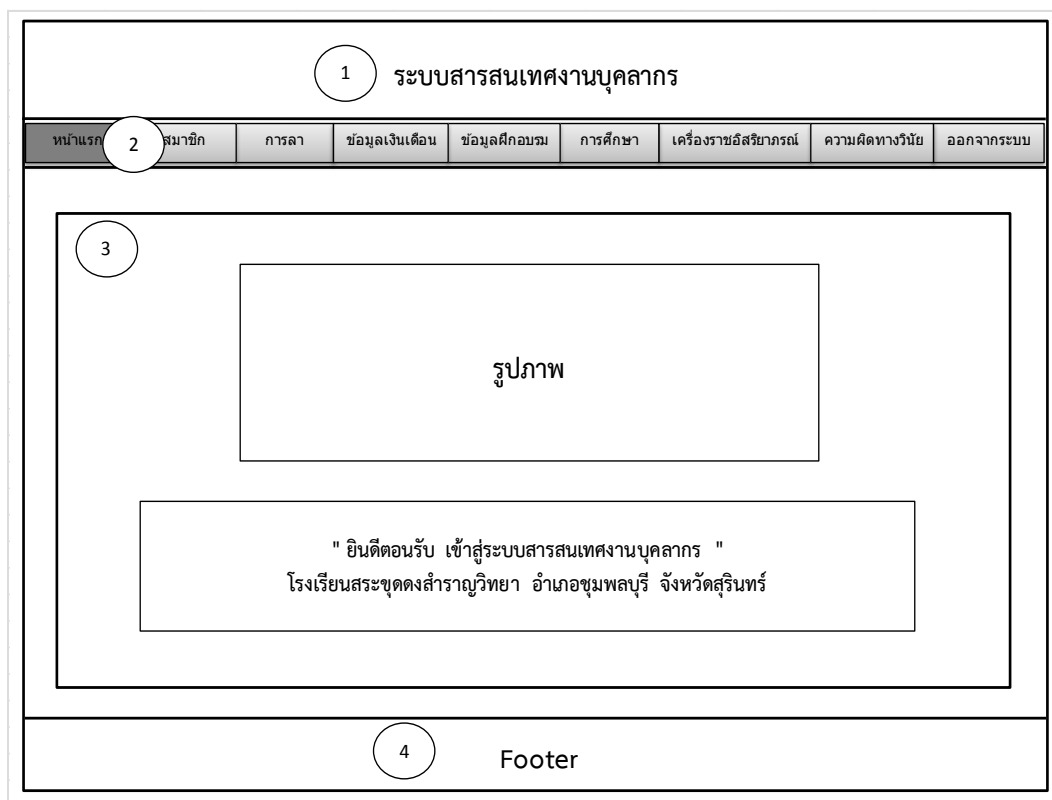 1 ระบบสารสนเทศงานบุคลากร
หน้าแรก 2 สมาชิก การลา ข้อมูลเงินเดือน ข้อมูลฝึกอบรม การศึกษา เครื่องราชอิสริยาภรณ์ ความผิดทางวินัย ออกจากระบบ
3
รูปภาพ
" ยินดีตอนรับ เข้าสู่ระบบสารสนเทศงานบุคลากร "
โรงเรียนสระขุดดงสำราญวิทยา อำเภอชุมพลบุรี จังหวัดสุรินทร์
4 Footer